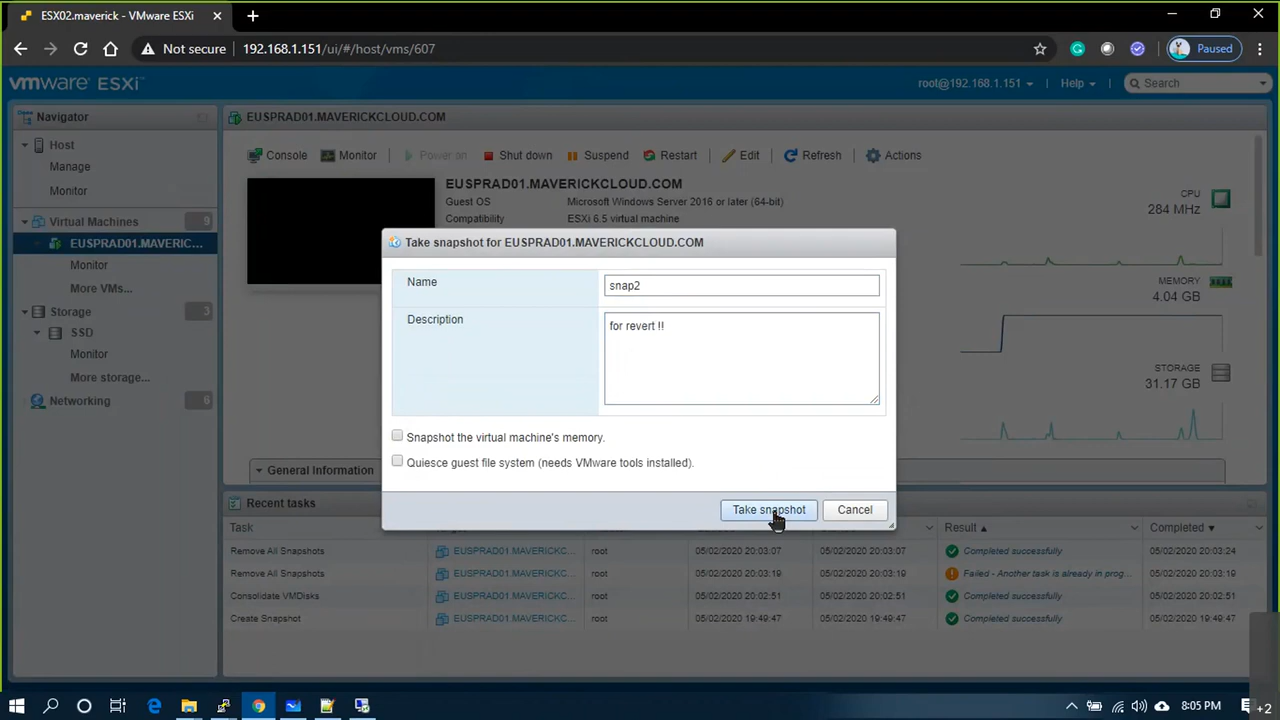 ESX02.maverick - VMware ESXi
Not secure 192.168.1.151/ui/#/host/vms/607 Paused
vmware ESXi root@192.168.1.151 Help Search
Navigator
Host
Manage
Monitor
Virtual Machines 9
EUSPRAD01.MAVERIC...
Monitor
More VMs...
Storage 3
SSD
Monitor
More storage...
Networking 6
EUSPRAD01.MAVERICKCLOUD.COM
Console Monitor Power on Shut down Suspend Restart Edit Refresh Actions
EUSPRAD01.MAVERICKCLOUD.COM
Guest OS Microsoft Windows Server 2016 or later (64-bit)
Compatibility ESXi 6.5 virtual machine
CPU
284 MHz
MEMORY
4.04 GB
STORAGE
31.17 GB
Take snapshot for EUSPRAD01.MAVERICKCLOUD.COM
Name snap2
Description for revert !!
Snapshot the virtual machine's memory.
Quiesce guest file system (needs VMware tools installed).
Take snapshot Cancel
General Information
Recent tasks
Task Result Completed
Remove All Snapshots EUSPRAD01.MAVERICKC... root 05/02/2020 20:03:07 05/02/2020 20:03:07 Completed successfully 05/02/2020 20:03:24
Remove All Snapshots EUSPRAD01.MAVERICKC... root 05/02/2020 20:03:19 05/02/2020 20:03:19 Failed - Another task is already in prog... 05/02/2020 20:03:19
Consolidate VMDisks EUSPRAD01.MAVERICKC... root 05/02/2020 20:02:51 05/02/2020 20:02:51 Completed successfully 05/02/2020 20:02:51
Create Snapshot EUSPRAD01.MAVERICKC... root 05/02/2020 19:49:47 05/02/2020 19:49:47 Completed successfully 05/02/2020 19:49:47
8:05 PM +2